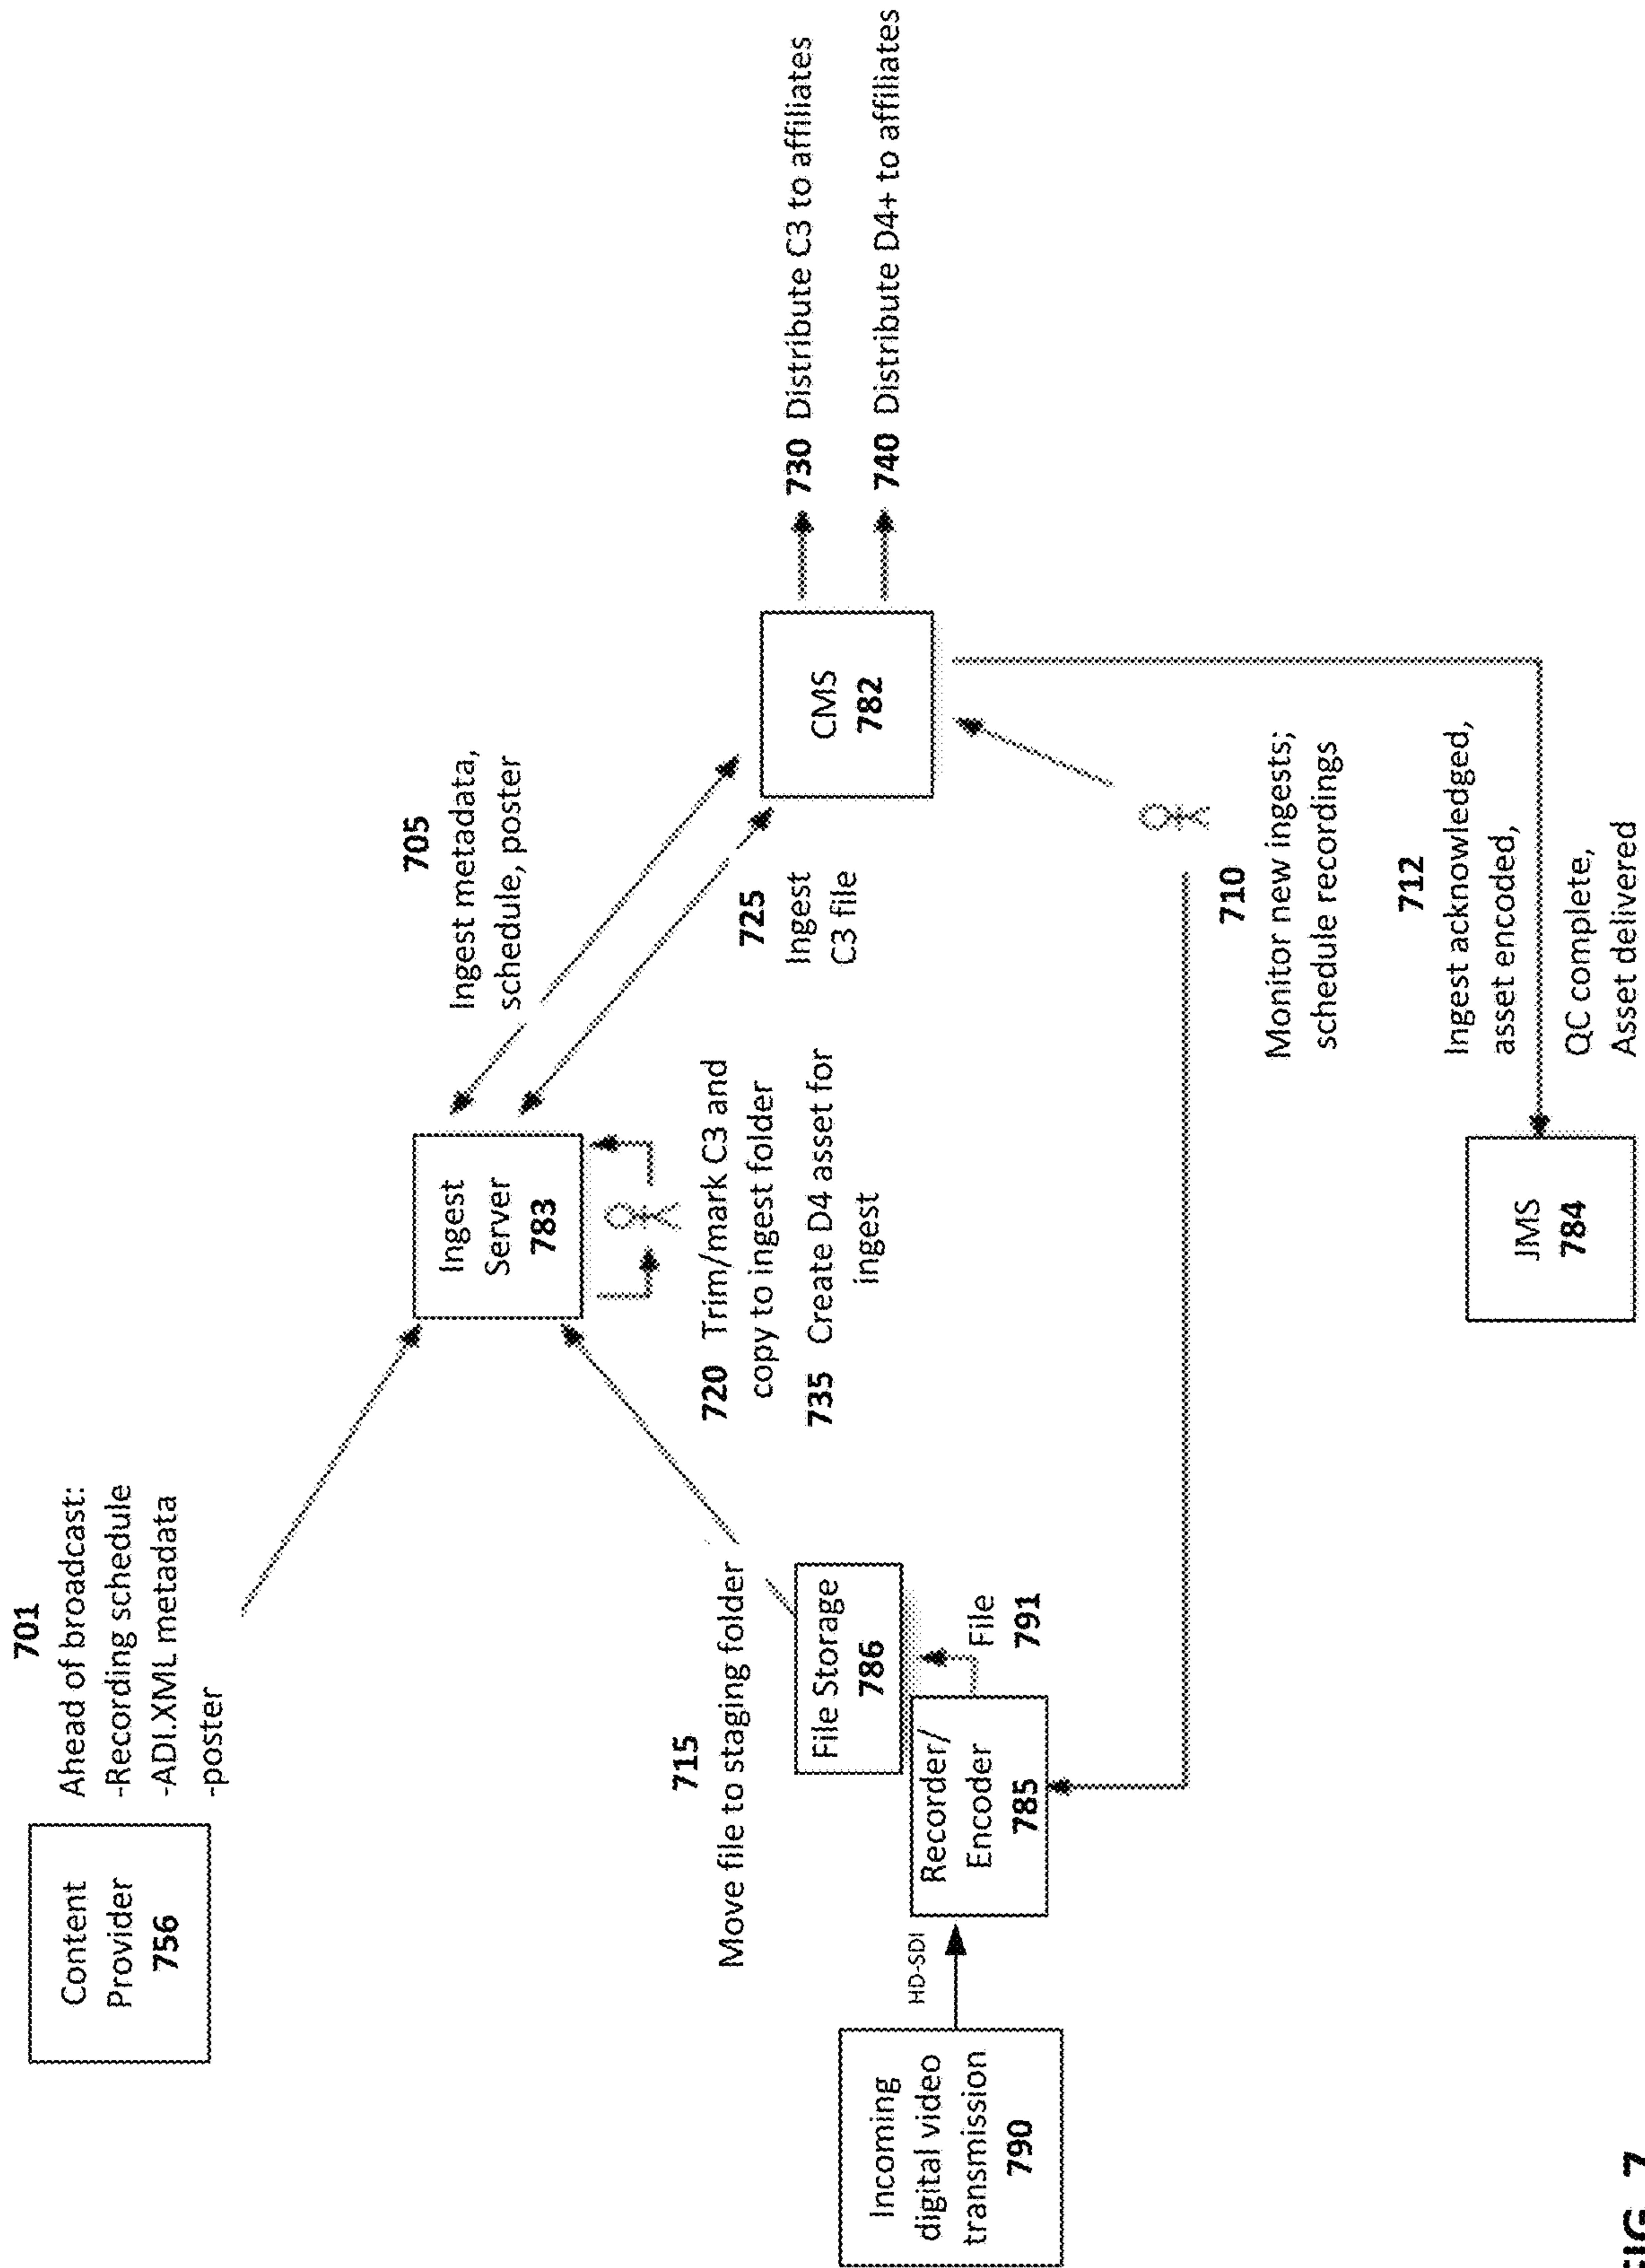 701
Ahead of broadcast:
-Recording schedule
-ADI.XML metadata
-poster
Content
Provider
756
705
Ingest metadata,
schedule, poster
Ingest
Server
783
715
Move file to staging folder
720 Trim/mark C3 and
copy to ingest folder
735 Create D4 asset for
ingest
725
Ingest
C3 file
CMS
782
730 Distribute C3 to affiliates
740 Distribute D4+ to affiliates
File Storage
786
File
791
Recorder/
Encoder
785
HD-SDI
Incoming
digital video
transmission
790
710
Monitor new ingests;
schedule recordings
712
Ingest acknowledged,
asset encoded,
QC complete,
Asset delivered
JMS
784
FIG. 7